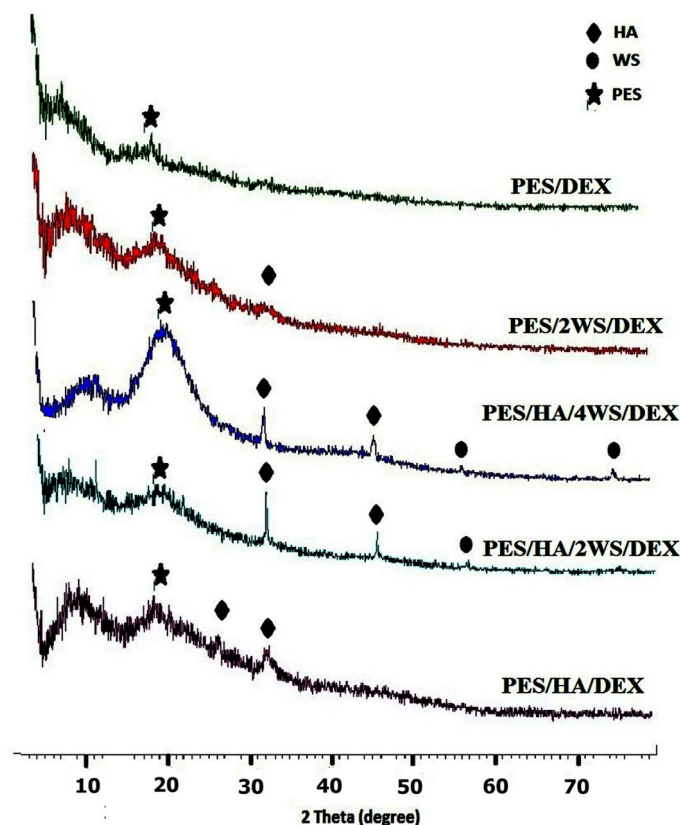 HA
WS
PES
PES/DEX
PES/2WS/DEX
PES/HA/4WS/DEX
PES/HA/2WS/DEX
PES/HA/DEX
10 20 30 40 50 60 70
2 Theta (degree)